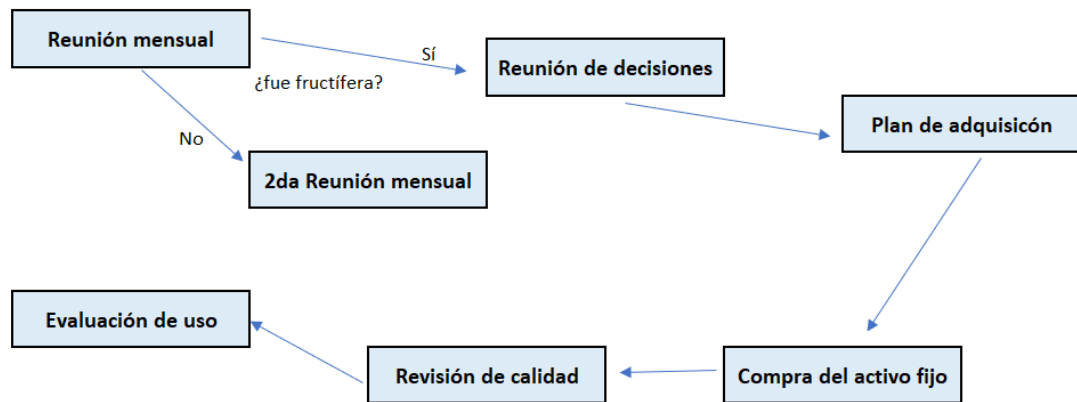 Reunión mensual
Sí
¿fue fructífera?
Reunión de decisiones
Plan de adquisicón
No
2da Reunión mensual
Evaluación de uso
Revisión de calidad
Compra del activo fijo